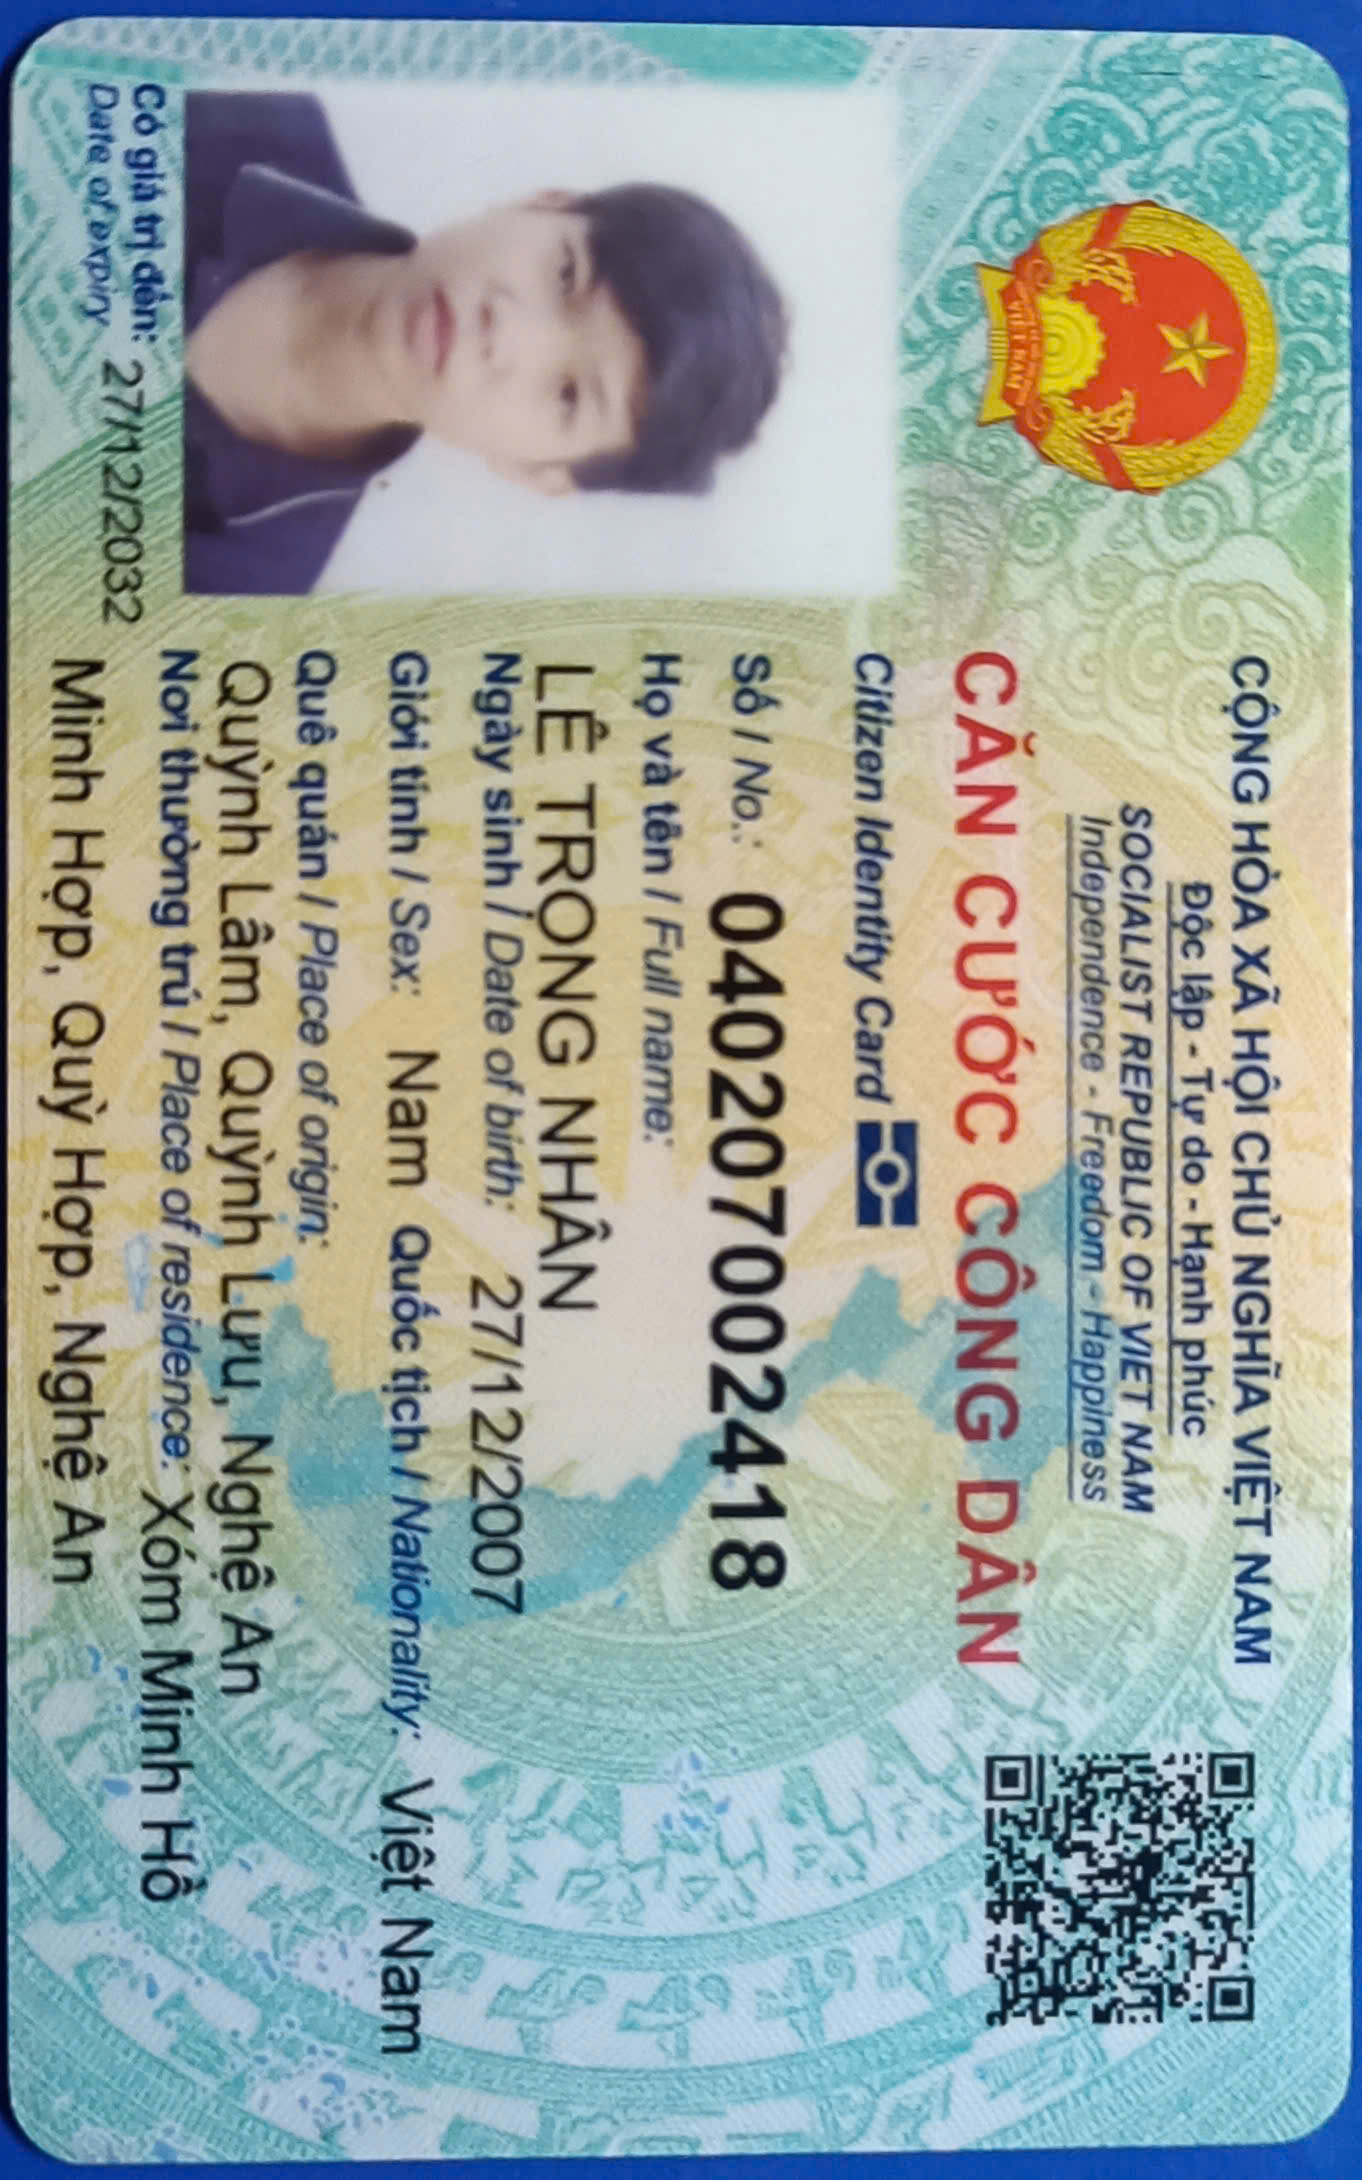 CỘNG HÒA XÃ HỘI CHỦ NGHĨA VIỆT NAM
Độc lập - Tự do - Hạnh phúc
SOCIALIST REPUBLIC OF VIET NAM
Independence - Freedom - Happiness
CĂN CƯỚC CÔNG DÂN
Citizen Identity Card
Số / No.: 040207002418
Họ và tên / Full name:
LÊ TRỌNG NHÂN
Ngày sinh / Date of birth: 27/12/2007
Giới tính / Sex: Nam Quốc tịch / Nationality: Việt Nam
Quê quán / Place of origin:
Quỳnh Lâm, Quỳnh Lưu, Nghệ An
Nơi thường trú / Place of residence: Xóm Minh Hồ
Minh Hợp, Quỳ Hợp, Nghệ An
Có giá trị đến: 27/12/2032
Date of expiry
VIỆT NAM